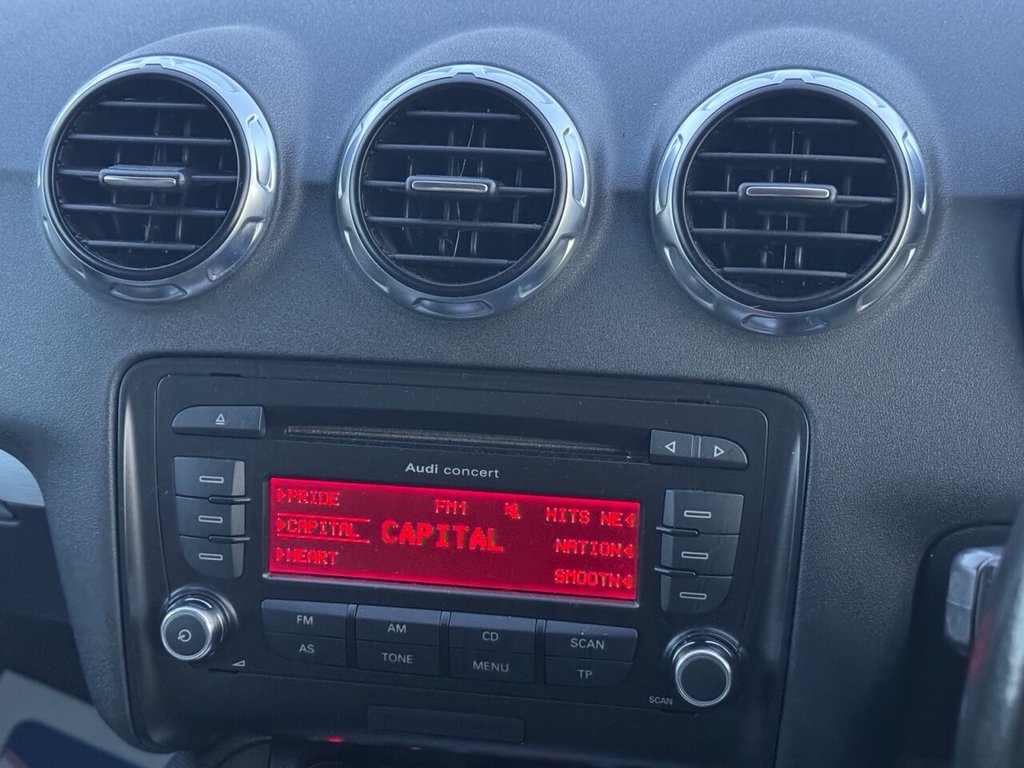 Audi concert
PRIDE FM1 HITS NE
CAPITAL CAPITAL NATION
HEART SMOOTH
FM AM CD SCAN
AS TONE MENU TP
SCAN